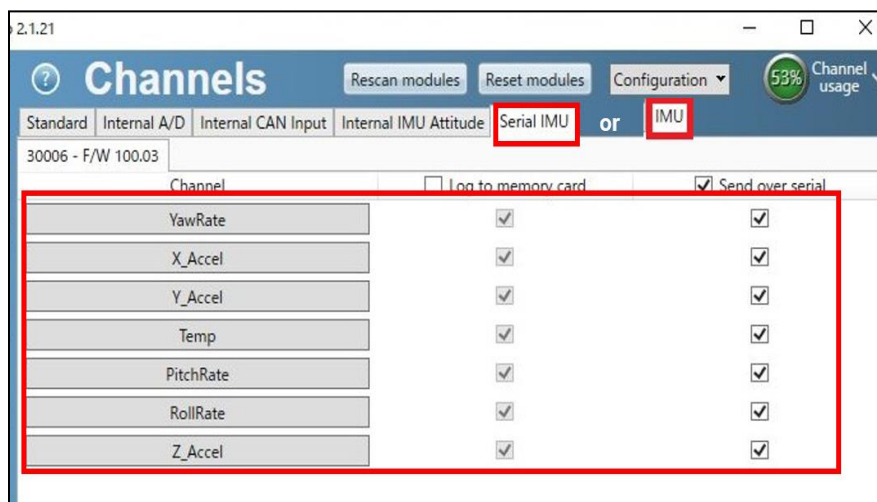 2.1.21
Channels
Rescan modules
Reset modules
Configuration
53%
Channel
usage
Standard
Internal A/D
Internal CAN Input
Internal IMU Attitude
Serial IMU
or
IMU
30006 - F/W 100.03
Channel
Log to memory card
Send over serial
YawRate
X_Accel
Y_Accel
Temp
PitchRate
RollRate
Z_Accel